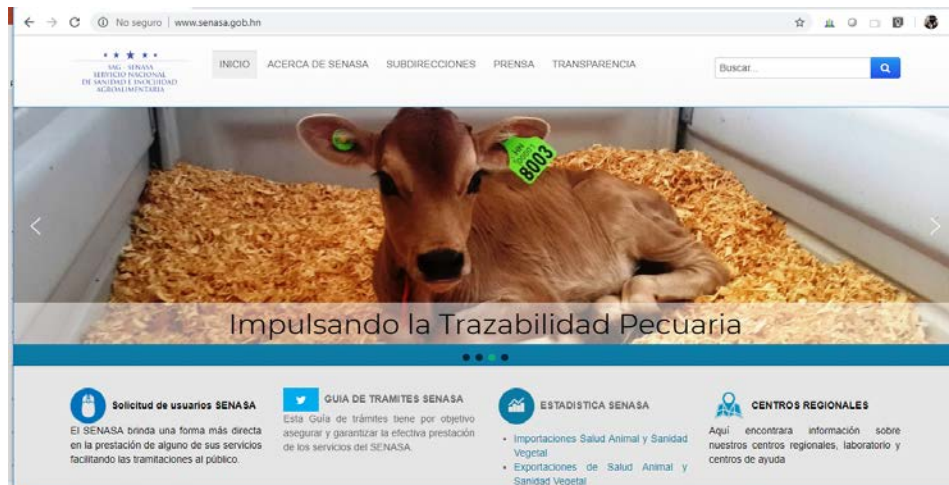 No seguro | www.senasa.gob.hn
SAG - SENASA
SERVICIO NACIONAL
DE SANIDAD E INOCUIDAD
AGROALIMENTARIA
INICIO ACERCA DE SENASA SUBDIRECCIONES PRENSA TRANSPARENCIA
Buscar...
HN
8003
Impulsando la Trazabilidad Pecuaria
Solicitud de usuarios SENASA
El SENASA brinda una forma más directa
en la prestación de alguno de sus servicios
facilitando las tramitaciones al público.
GUIA DE TRAMITES SENASA
Esta Guía de trámites tiene por objetivo
asegurar y garantizar la efectiva prestación
de los servicios del SENASA.
ESTADISTICA SENASA
Importaciones Salud Animal y Sanidad
Vegetal
Exportaciones de Salud Animal y
Sanidad Vegetal
CENTROS REGIONALES
Aquí encontrara información sobre
nuestros centros regionales, laboratorio y
centros de ayuda